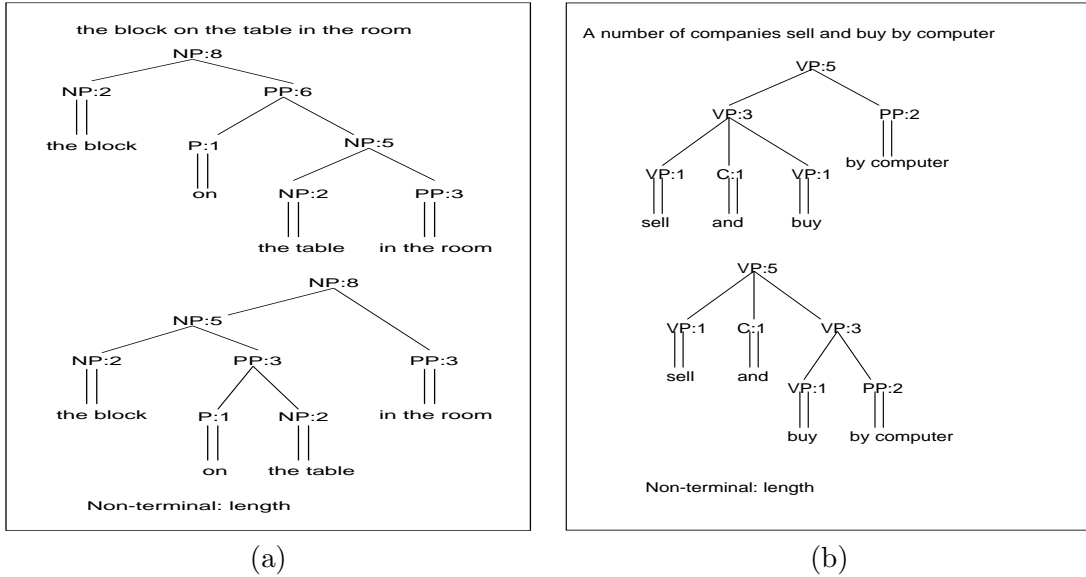 the block on the table in the room
NP:8
NP:2 PP:6
the block P:1 NP:5
on NP:2 PP:3
the table in the room
NP:8
NP:5
NP:2 PP:3 PP:3
the block P:1 NP:2 in the room
on the table
Non-terminal: length
(a)
A number of companies sell and buy by computer
VP:5
VP:3 PP:2
by computer
VP:1 C:1 VP:1
sell and buy
VP:5
VP:1 C:1 VP:3
sell and VP:1 PP:2
buy by computer
Non-terminal: length
(b)